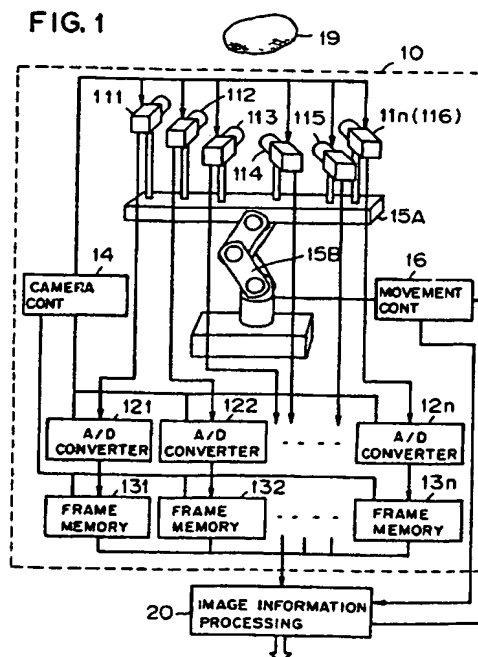 FIG. 1
19
10
111
112
113
114
115
11n(116)
15A
14
CAMERA
CONT
15B
16
MOVEMENT
CONT
121
A/D
CONVERTER
122
A/D
CONVERTER
- - - -
12n
A/D
CONVERTER
131
FRAME
MEMORY
132
FRAME
MEMORY
- - - -
13n
FRAME
MEMORY
20
IMAGE INFORMATION
PROCESSING